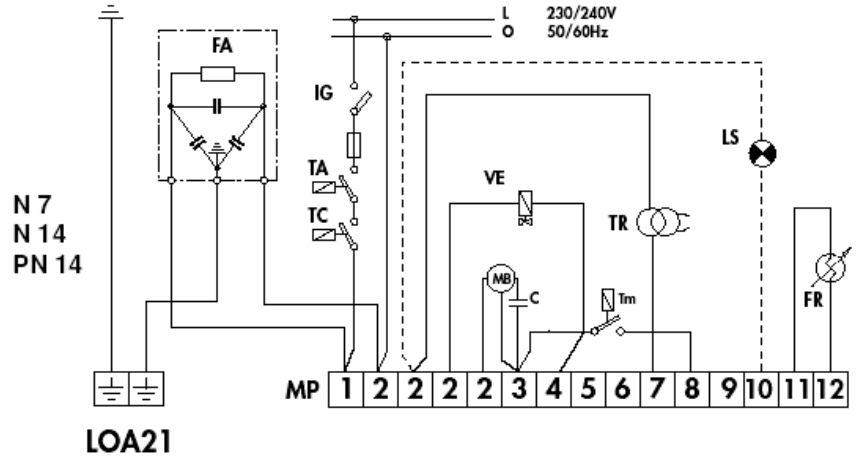 L 230/240V
O 50/60Hz
FA
IG
LS
TA
VE
TC
TR
N 7
N 14
PN 14
MB
C
Tm
FR
MP 1 2 2 2 2 3 4 5 6 7 8 9 10 11 12
LOA21